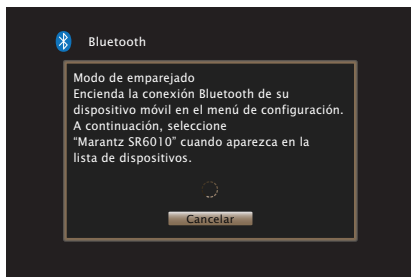 Bluetooth
Modo de emparejado
Encienda la conexión Bluetooth de su
dispositivo móvil en el menú de configuración.
A continuación, seleccione
“Marantz SR6010” cuando aparezca en la
lista de dispositivos.
Cancelar